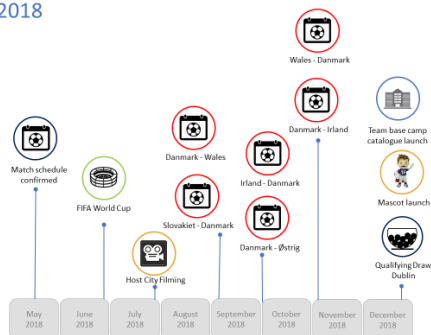 2018
Wales - Danmark
Danmark - Irland
Team base camp
catalogue launch
Danmark - Wales
Match schedule
confirmed
Irland - Danmark
Mascot launch
FIFA World Cup
Slovakiet - Danmark
Danmark - Østrig
Qualifying Draw
Dublin
Host City Filming
May
2018
June
2018
July
2018
August
2018
September
2018
October
2018
November
2018
December
2018